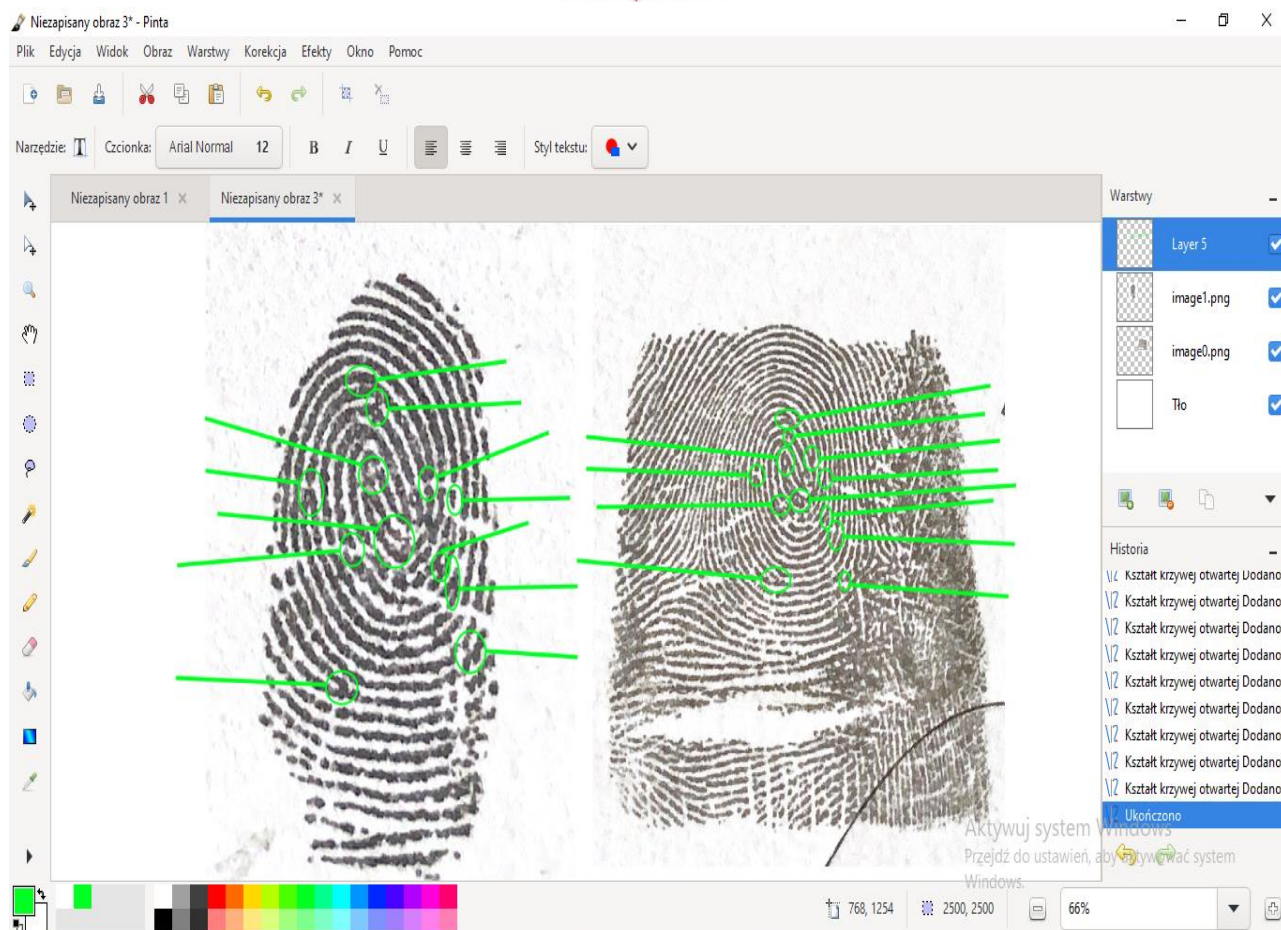 Niezapisany obraz 3* - Pinta
Plik Edycja Widok Obraz Warstwy Korekcja Efekty Okno Pomoc
Narzędzie: T Czcionka: Arial Normal 12 B I U Styl tekstu:
Niezapisany obraz 1 × Niezapisany obraz 3* ×
Warstwy
Layer 5
image1.png
image0.png
Tło
Historia
Kształt krzywej otwartej Dodano
Kształt krzywej otwartej Dodano
Kształt krzywej otwartej Dodano
Kształt krzywej otwartej Dodano
Kształt krzywej otwartej Dodano
Kształt krzywej otwartej Dodano
Kształt krzywej otwartej Dodano
Kształt krzywej otwartej Dodano
Kształt krzywej otwartej Dodano
Ukończono
Aktywuj system Windows
Przejdź do ustawień, aby aktywować system
Windows.
768, 1254 2500, 2500 66%